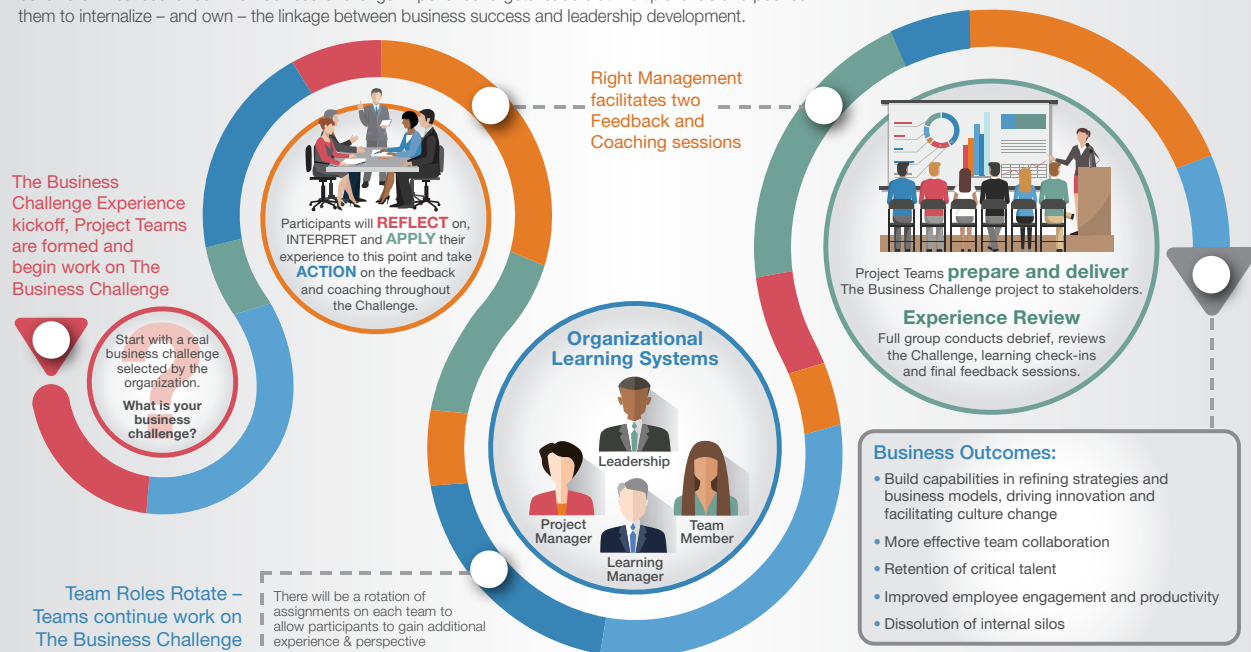 them to internalize – and own – the linkage between business success and leadership development.
The Business
Challenge Experience
kickoff, Project Teams
are formed and
begin work on The
Business Challenge
?
Start with a real
business challenge
selected by the
organization.
What is your
business
challenge?
Participants will REFLECT on,
INTERPRET and APPLY their
experience to this point and take
ACTION on the feedback
and coaching throughout
the Challenge.
Right Management
facilitates two
Feedback and
Coaching sessions
Team Roles Rotate –
Teams continue work on
The Business Challenge
There will be a rotation of
assignments on each team to
allow participants to gain additional
experience & perspective
Organizational
Learning Systems
Leadership
Project
Manager
Team
Member
Learning
Manager
Project Teams prepare and deliver
The Business Challenge project to stakeholders.
Experience Review
Full group conducts debrief, reviews
the Challenge, learning check-ins
and final feedback sessions.
Business Outcomes:
• Build capabilities in refining strategies and
business models, driving innovation and
facilitating culture change
• More effective team collaboration
• Retention of critical talent
• Improved employee engagement and productivity
• Dissolution of internal silos